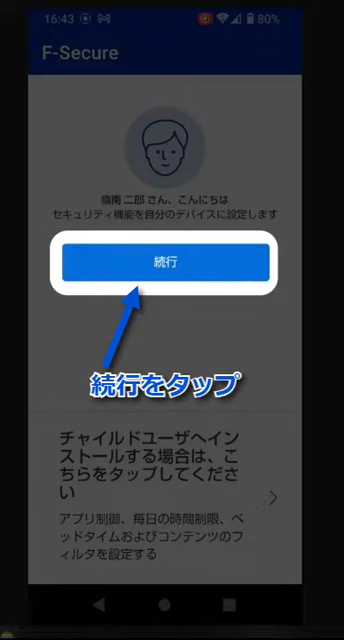 16:43 80%
F-Secure
嶺南 二郎 さん、こんにちは
セキュリティ機能を自分のデバイスに設定します
続行
続行をタップ
チャイルドユーザへイン
ストールする場合は、こ
ちらをタップしてくださ
い
アプリ制御、毎日の時間制限、ベ
ッドタイムおよびコンテンツのフ
ィルタを設定する